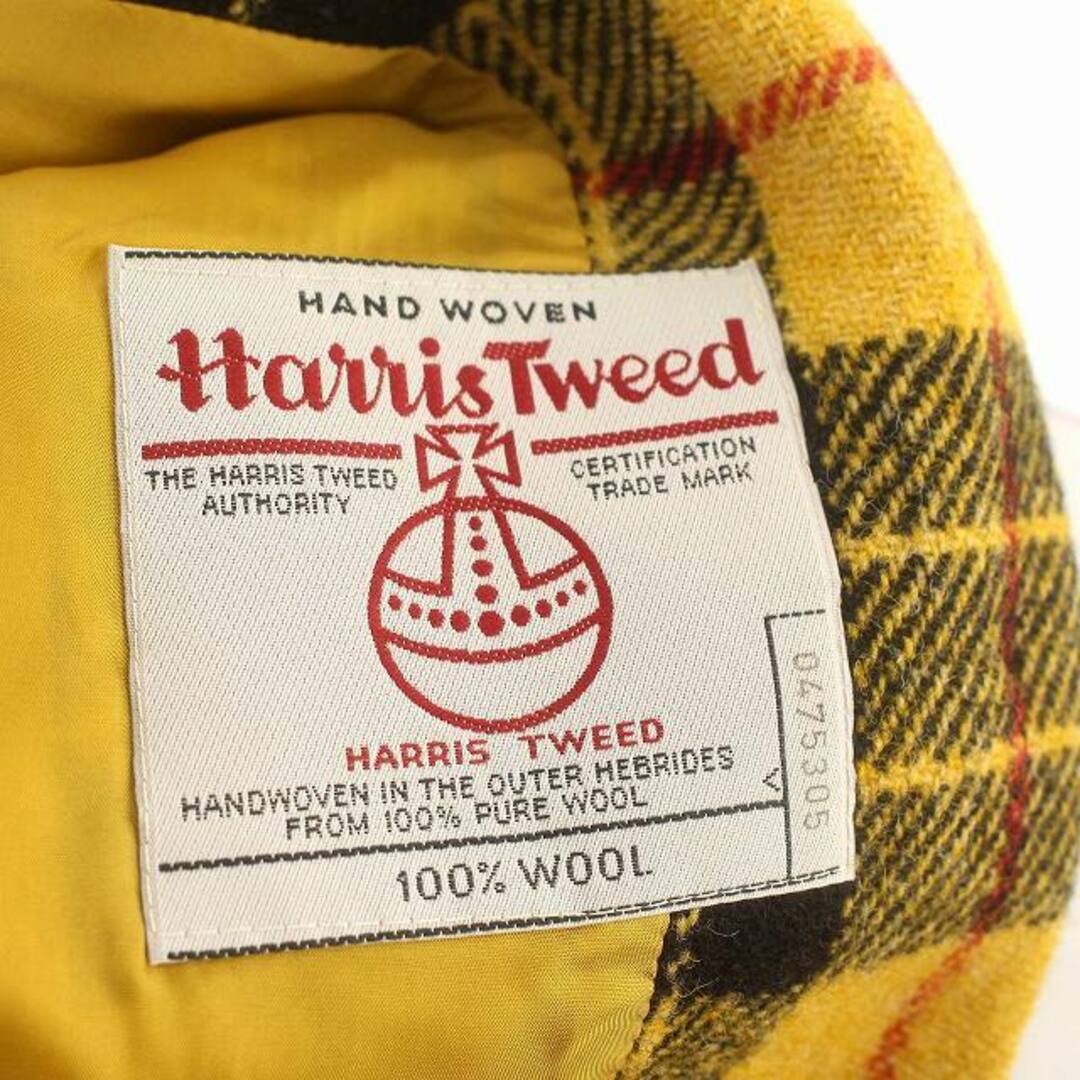 HAND WOVEN
Harris Tweed
THE HARRIS TWEED
AUTHORITY
CERTIFICATION
TRADE MARK
HARRIS TWEED
HANDWOVEN IN THE OUTER HEBRIDES
FROM 100% PURE WOOL
100% WOOL
0475305